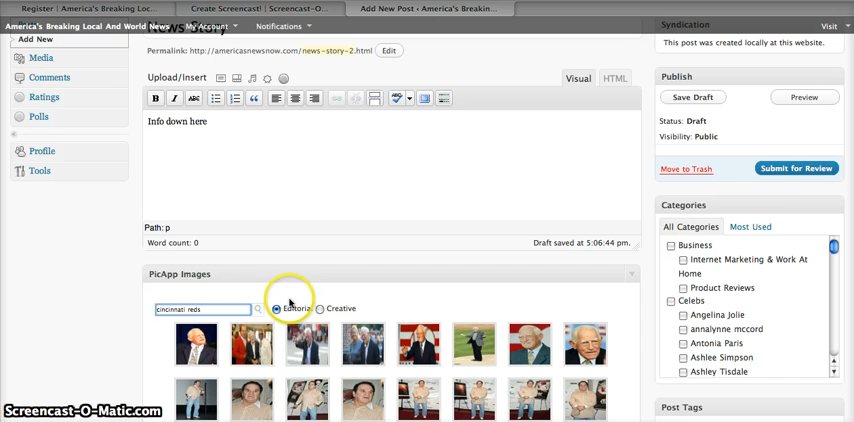 Register | America's Breaking Loc...
Create Screencast! | Screencast-O...
Add New Post ‹ America's Breakin...
America's Breaking Local And World News
My Account
Notifications
Visit
Add New
Media
Comments
Ratings
Polls
Profile
Tools
News Story
Permalink: http://americasnewsnow.com/news-story-2.html Edit
Upload/Insert
Visual
HTML
B I ABC
ABC
Info down here
Path: p
Word count: 0
Draft saved at 5:06:44 pm.
PicApp Images
cincinnati reds
Editorial
Creative
Syndication
This post was created locally at this website.
Publish
Save Draft
Preview
Status: Draft
Visibility: Public
Move to Trash
Submit for Review
Categories
All Categories
Most Used
Business
Internet Marketing & Work At
Home
Product Reviews
Celebs
Angelina Jolie
annalynne mccord
Antonia Paris
Ashlee Simpson
Ashley Tisdale
Post Tags
Screencast-O-Matic.com